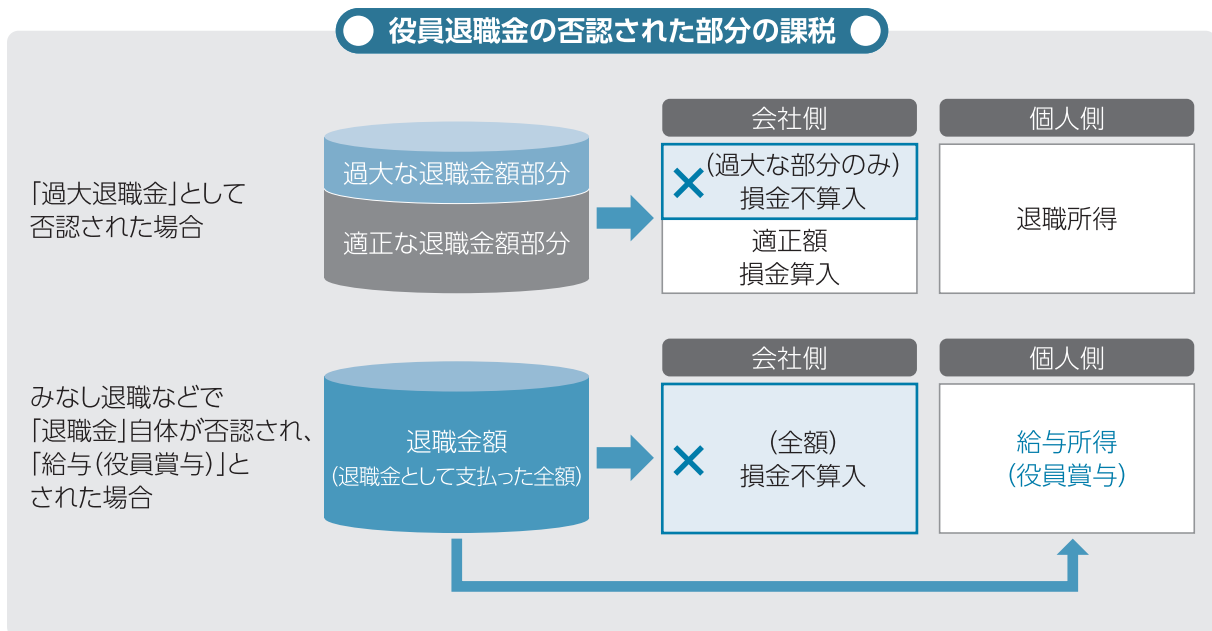 役員退職金の否認された部分の課税
「過大退職金」として
否認された場合
過大な退職金額部分
適正な退職金額部分
会社側
(過大な部分のみ)
損金不算入
適正額
損金算入
個人側
退職所得
みなし退職などで
「退職金」自体が否認され、
「給与(役員賞与)」と
された場合
退職金額
(退職金として支払った全額)
会社側
(全額)
損金不算入
個人側
給与所得
(役員賞与)